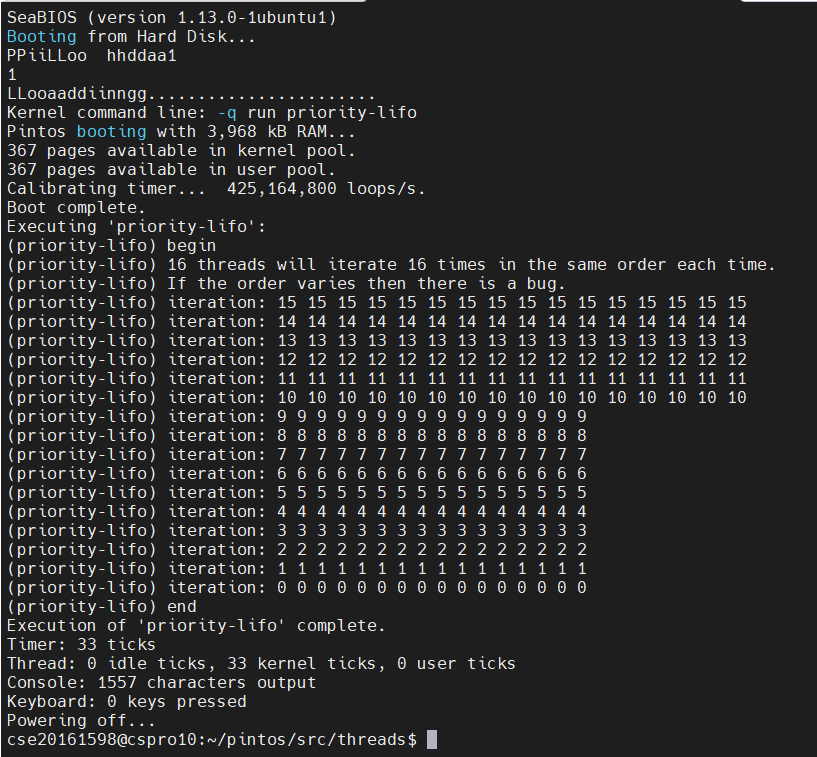 SeaBIOS (version 1.13.0-1ubuntu1)
Booting from Hard Disk...
PPiiLLoo  hhddaa1
1
LLooaaddiinngg.......................
Kernel command line: -q run priority-lifo
Pintos booting with 3,968 kB RAM...
367 pages available in kernel pool.
367 pages available in user pool.
Calibrating timer...  425,164,800 loops/s.
Boot complete.
Executing 'priority-lifo':
(priority-lifo) begin
(priority-lifo) 16 threads will iterate 16 times in the same order each time.
(priority-lifo) If the order varies then there is a bug.
(priority-lifo) iteration: 15 15 15 15 15 15 15 15 15 15 15 15 15 15 15 15
(priority-lifo) iteration: 14 14 14 14 14 14 14 14 14 14 14 14 14 14 14 14
(priority-lifo) iteration: 13 13 13 13 13 13 13 13 13 13 13 13 13 13 13 13
(priority-lifo) iteration: 12 12 12 12 12 12 12 12 12 12 12 12 12 12 12 12
(priority-lifo) iteration: 11 11 11 11 11 11 11 11 11 11 11 11 11 11 11 11
(priority-lifo) iteration: 10 10 10 10 10 10 10 10 10 10 10 10 10 10 10 10
(priority-lifo) iteration: 9 9 9 9 9 9 9 9 9 9 9 9 9 9 9 9
(priority-lifo) iteration: 8 8 8 8 8 8 8 8 8 8 8 8 8 8 8 8
(priority-lifo) iteration: 7 7 7 7 7 7 7 7 7 7 7 7 7 7 7 7
(priority-lifo) iteration: 6 6 6 6 6 6 6 6 6 6 6 6 6 6 6 6
(priority-lifo) iteration: 5 5 5 5 5 5 5 5 5 5 5 5 5 5 5 5
(priority-lifo) iteration: 4 4 4 4 4 4 4 4 4 4 4 4 4 4 4 4
(priority-lifo) iteration: 3 3 3 3 3 3 3 3 3 3 3 3 3 3 3 3
(priority-lifo) iteration: 2 2 2 2 2 2 2 2 2 2 2 2 2 2 2 2
(priority-lifo) iteration: 1 1 1 1 1 1 1 1 1 1 1 1 1 1 1 1
(priority-lifo) iteration: 0 0 0 0 0 0 0 0 0 0 0 0 0 0 0 0
(priority-lifo) end
Execution of 'priority-lifo' complete.
Timer: 33 ticks
Thread: 0 idle ticks, 33 kernel ticks, 0 user ticks
Console: 1557 characters output
Keyboard: 0 keys pressed
Powering off...
cse20161598@cspro10:~/pintos/src/threads$